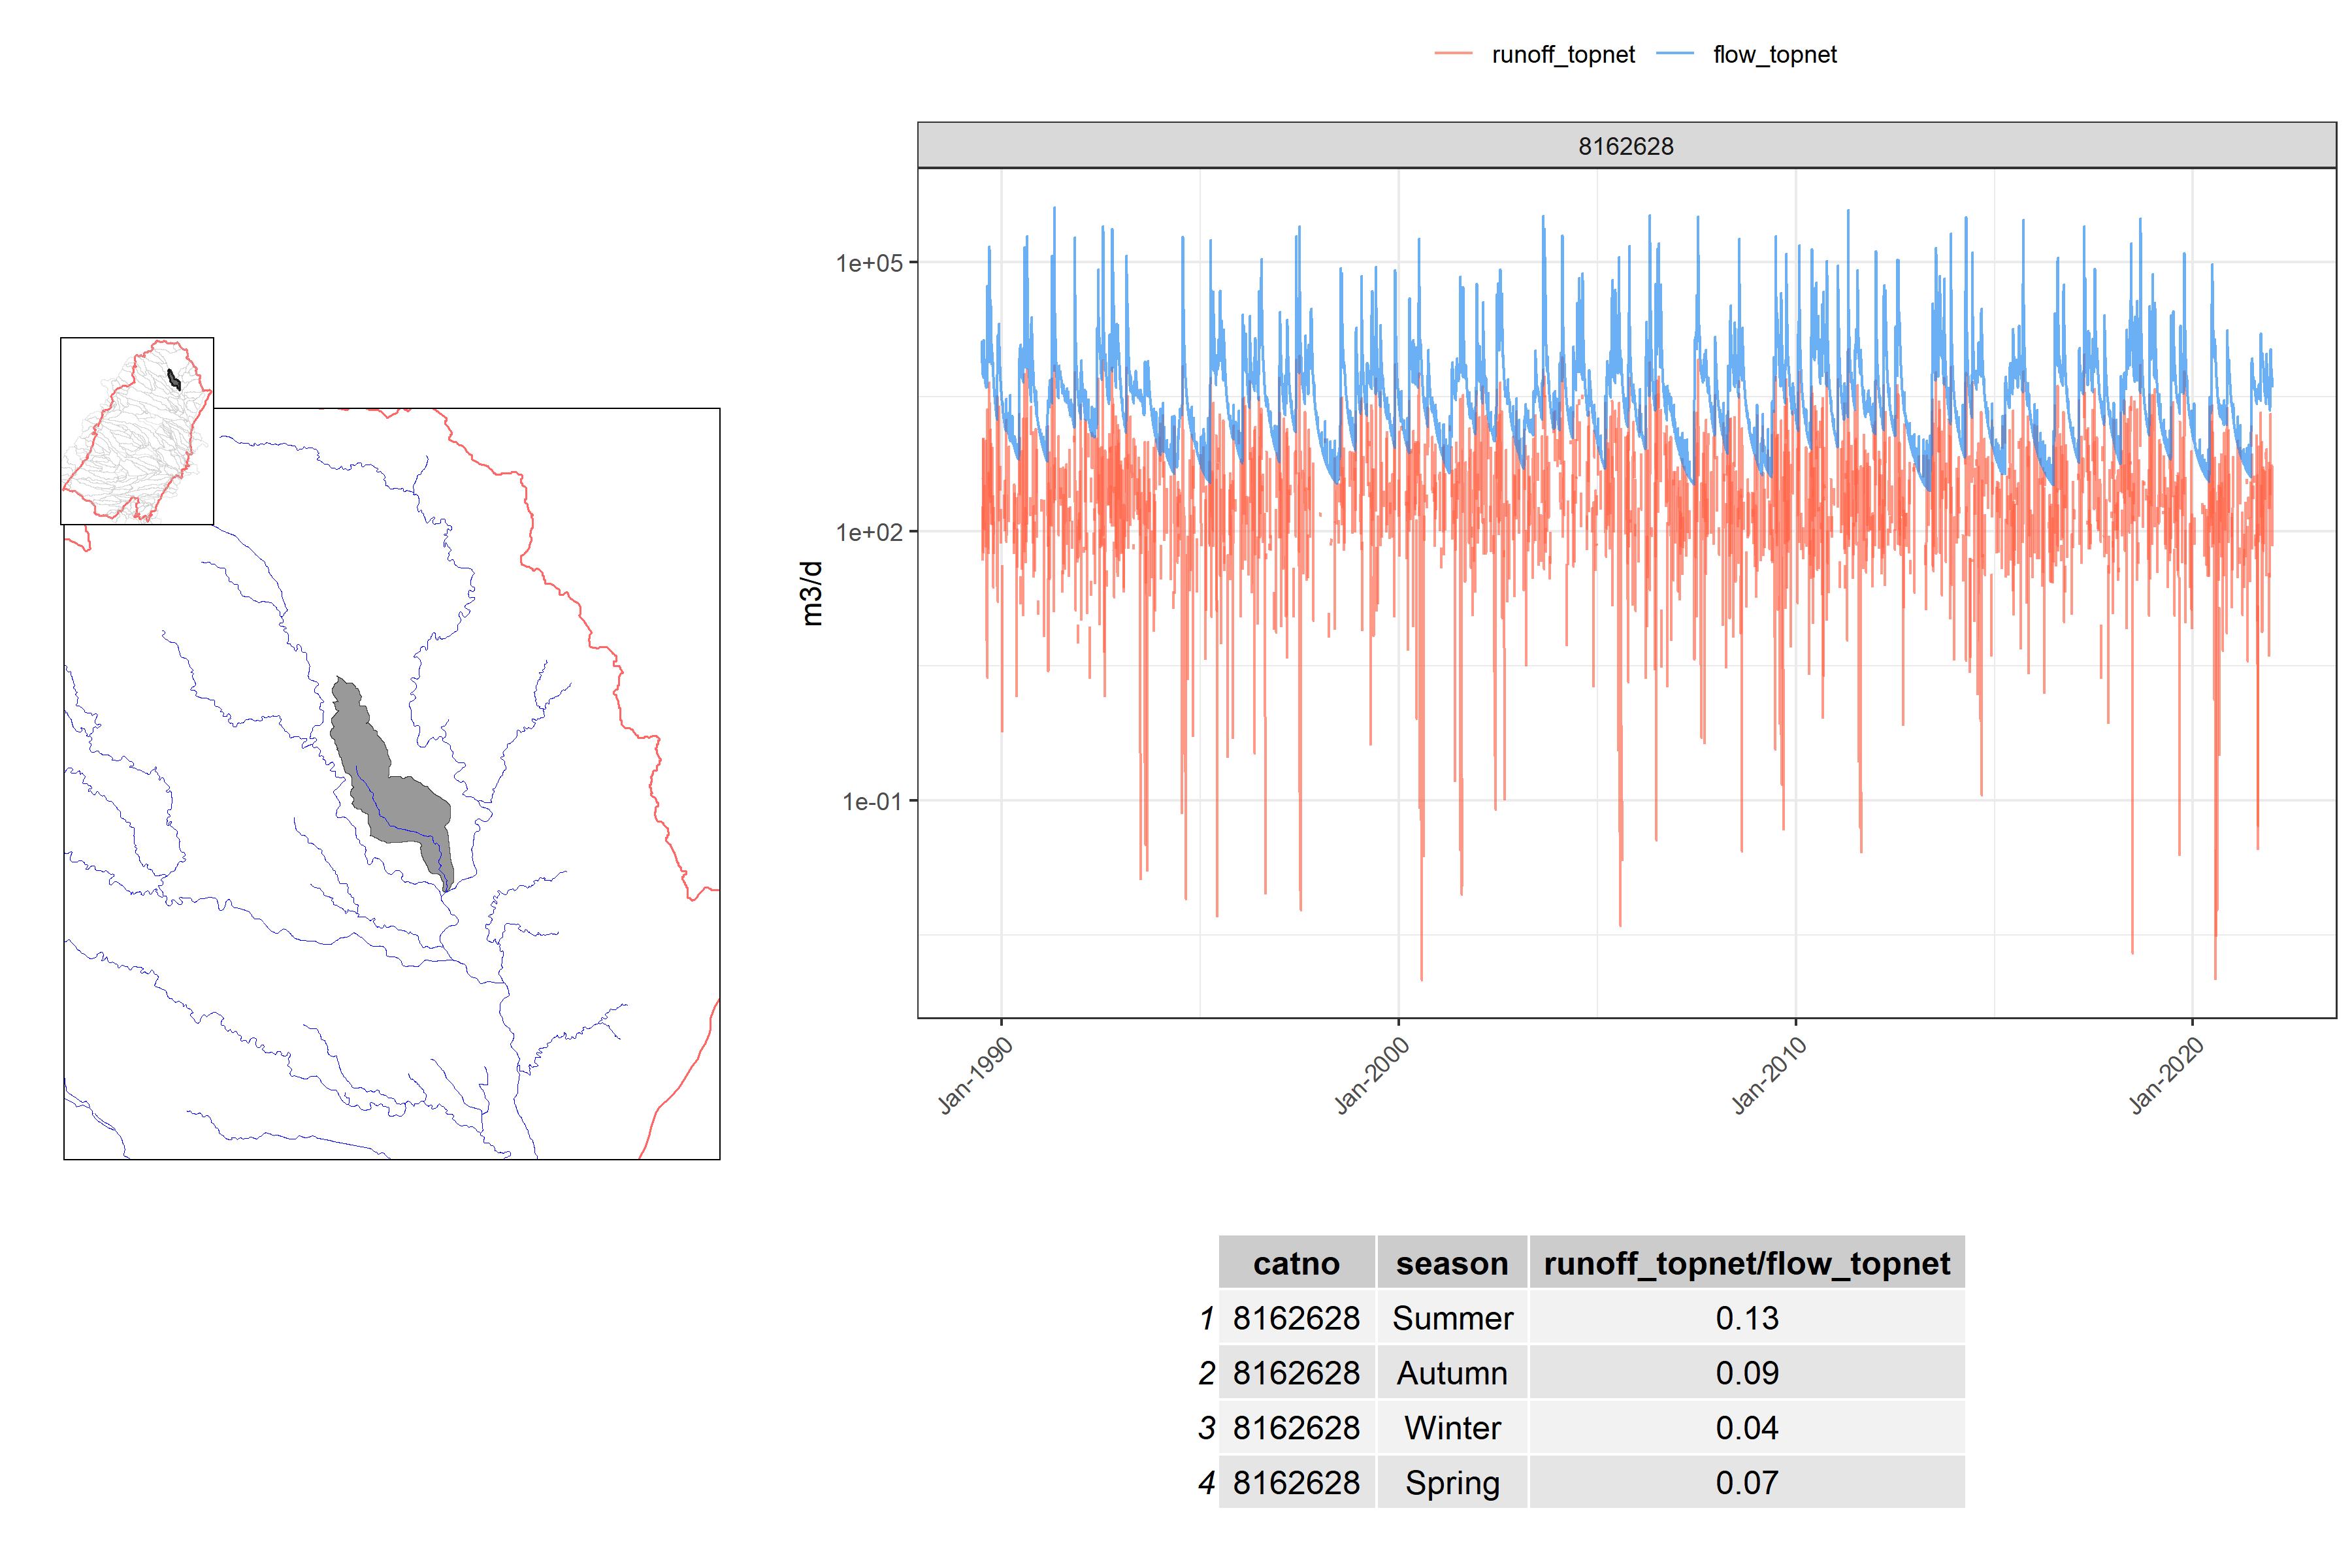 runoff_topnet flow_topnet
8162628
1e+05
1e+02
1e-01
m3/d
Jan-1990 Jan-2000 Jan-2010 Jan-2020
catno season runoff_topnet/flow_topnet
1 8162628 Summer 0.13
2 8162628 Autumn 0.09
3 8162628 Winter 0.04
4 8162628 Spring 0.07